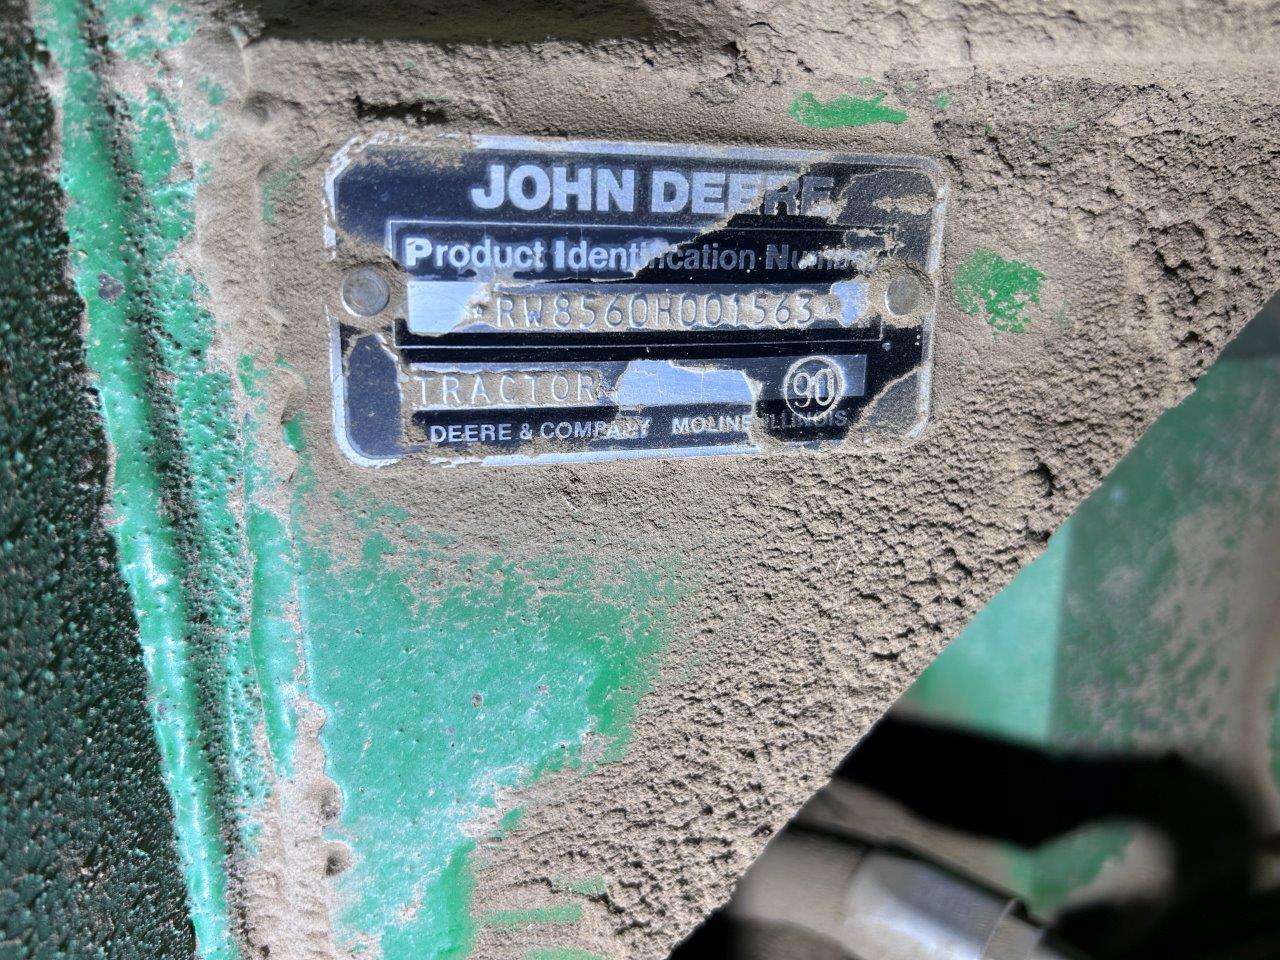 JOHN DEERE
Product Identification Number
*RW8560H001563*
TRACTOR
90
DEERE & COMPANY MOLINE ILLINOIS